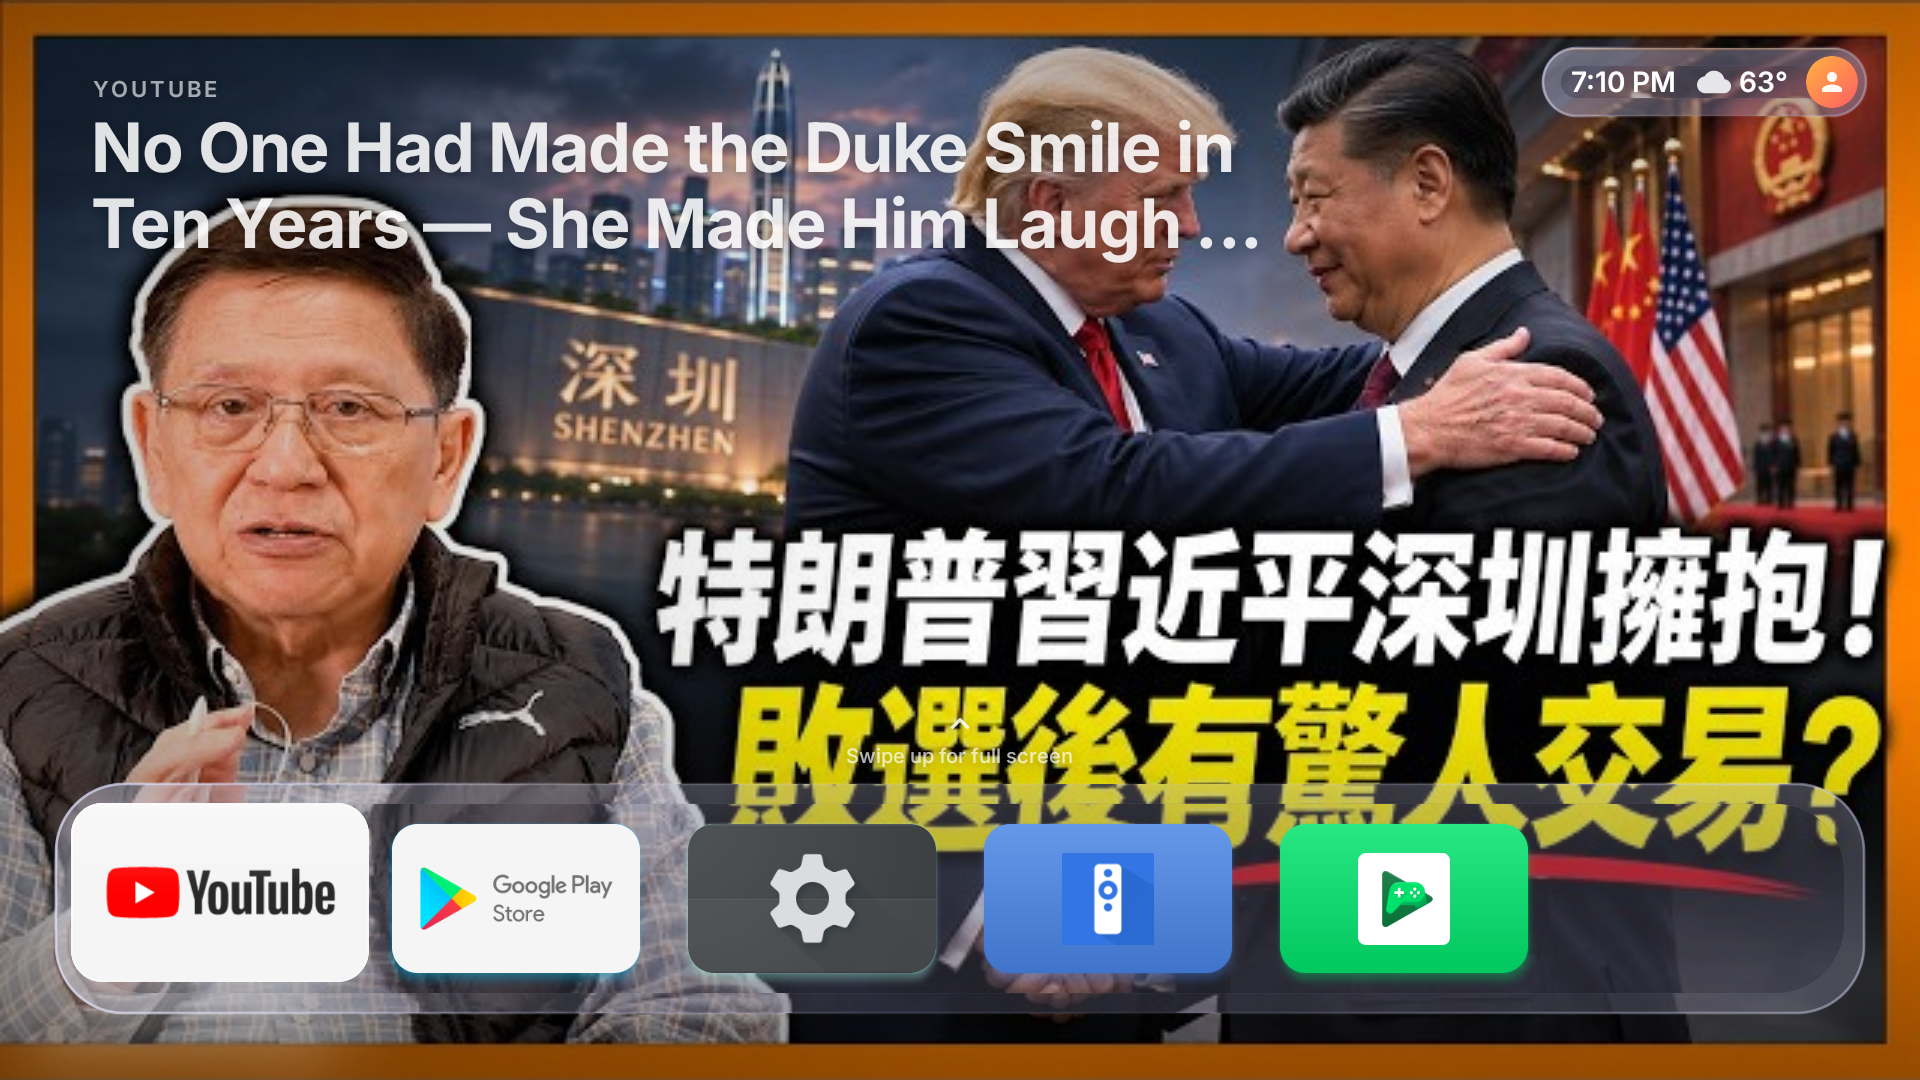 YOUTUBE
No One Had Made the Duke Smile in
Ten Years — She Made Him Laugh ...
7:10 PM 63°
深圳
SHENZHEN
特朗普習近平深圳擁抱!
敗選後有驚人交易?
Swipe up for full screen
YouTube
Google Play
Store